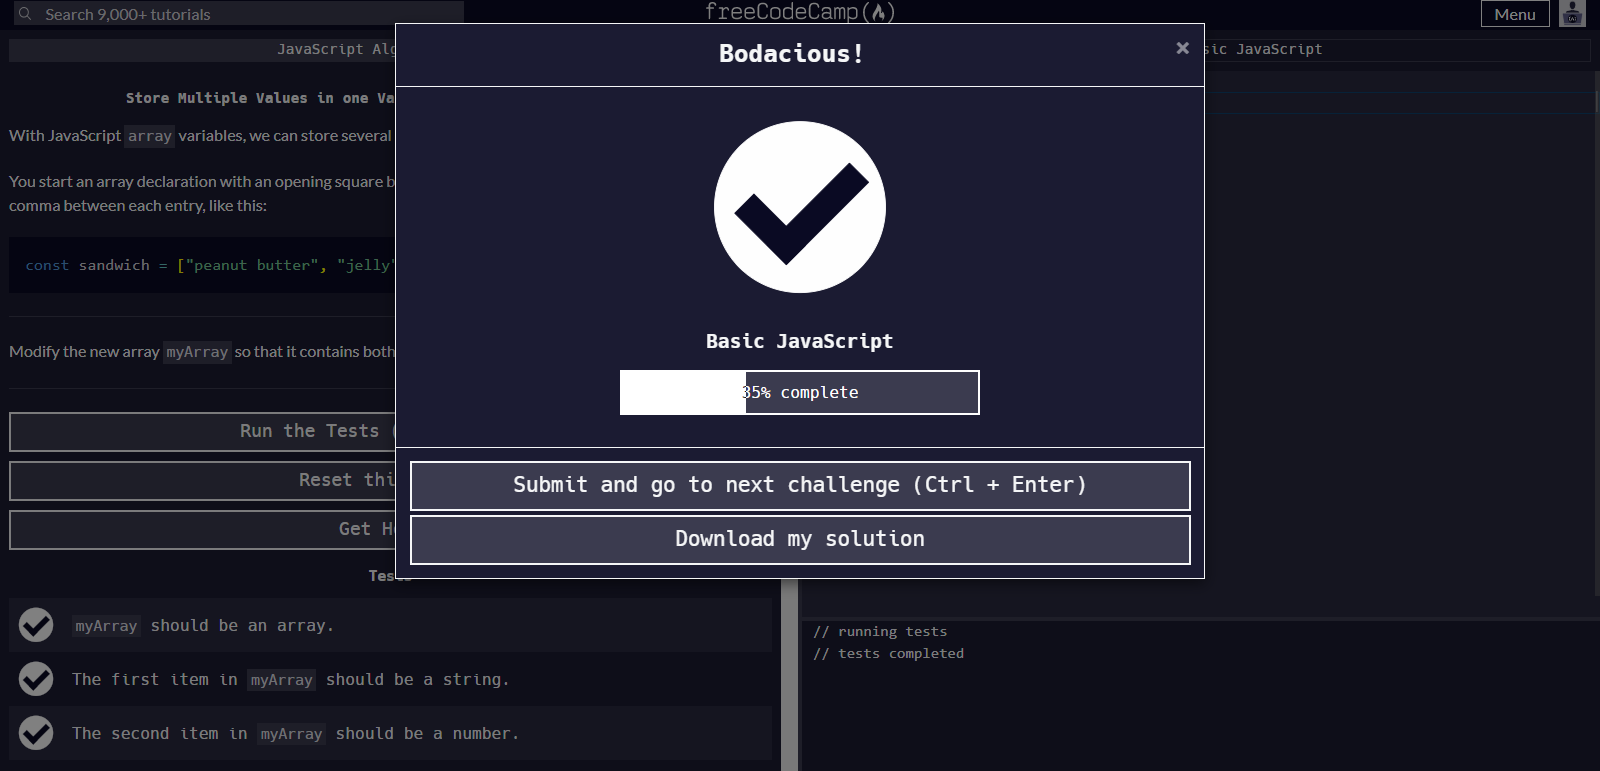 Search 9,000+ tutorials
freeCodeCamp(
)
Menu
JavaScript Alg
sic JavaScript
Store Multiple Values in one Va
With JavaScript array variables, we can store several
You start an array declaration with an opening square b
comma between each entry, like this:
const sandwich = ["peanut butter", "jelly"
Modify the new array myArray so that it contains both
Run the Tests (
Reset thi
Get He
Tests
myArray should be an array.
The first item in myArray should be a string.
The second item in myArray should be a number.
Bodacious!
×
Basic JavaScript
35% complete
Submit and go to next challenge (Ctrl + Enter)
Download my solution
// running tests
// tests completed